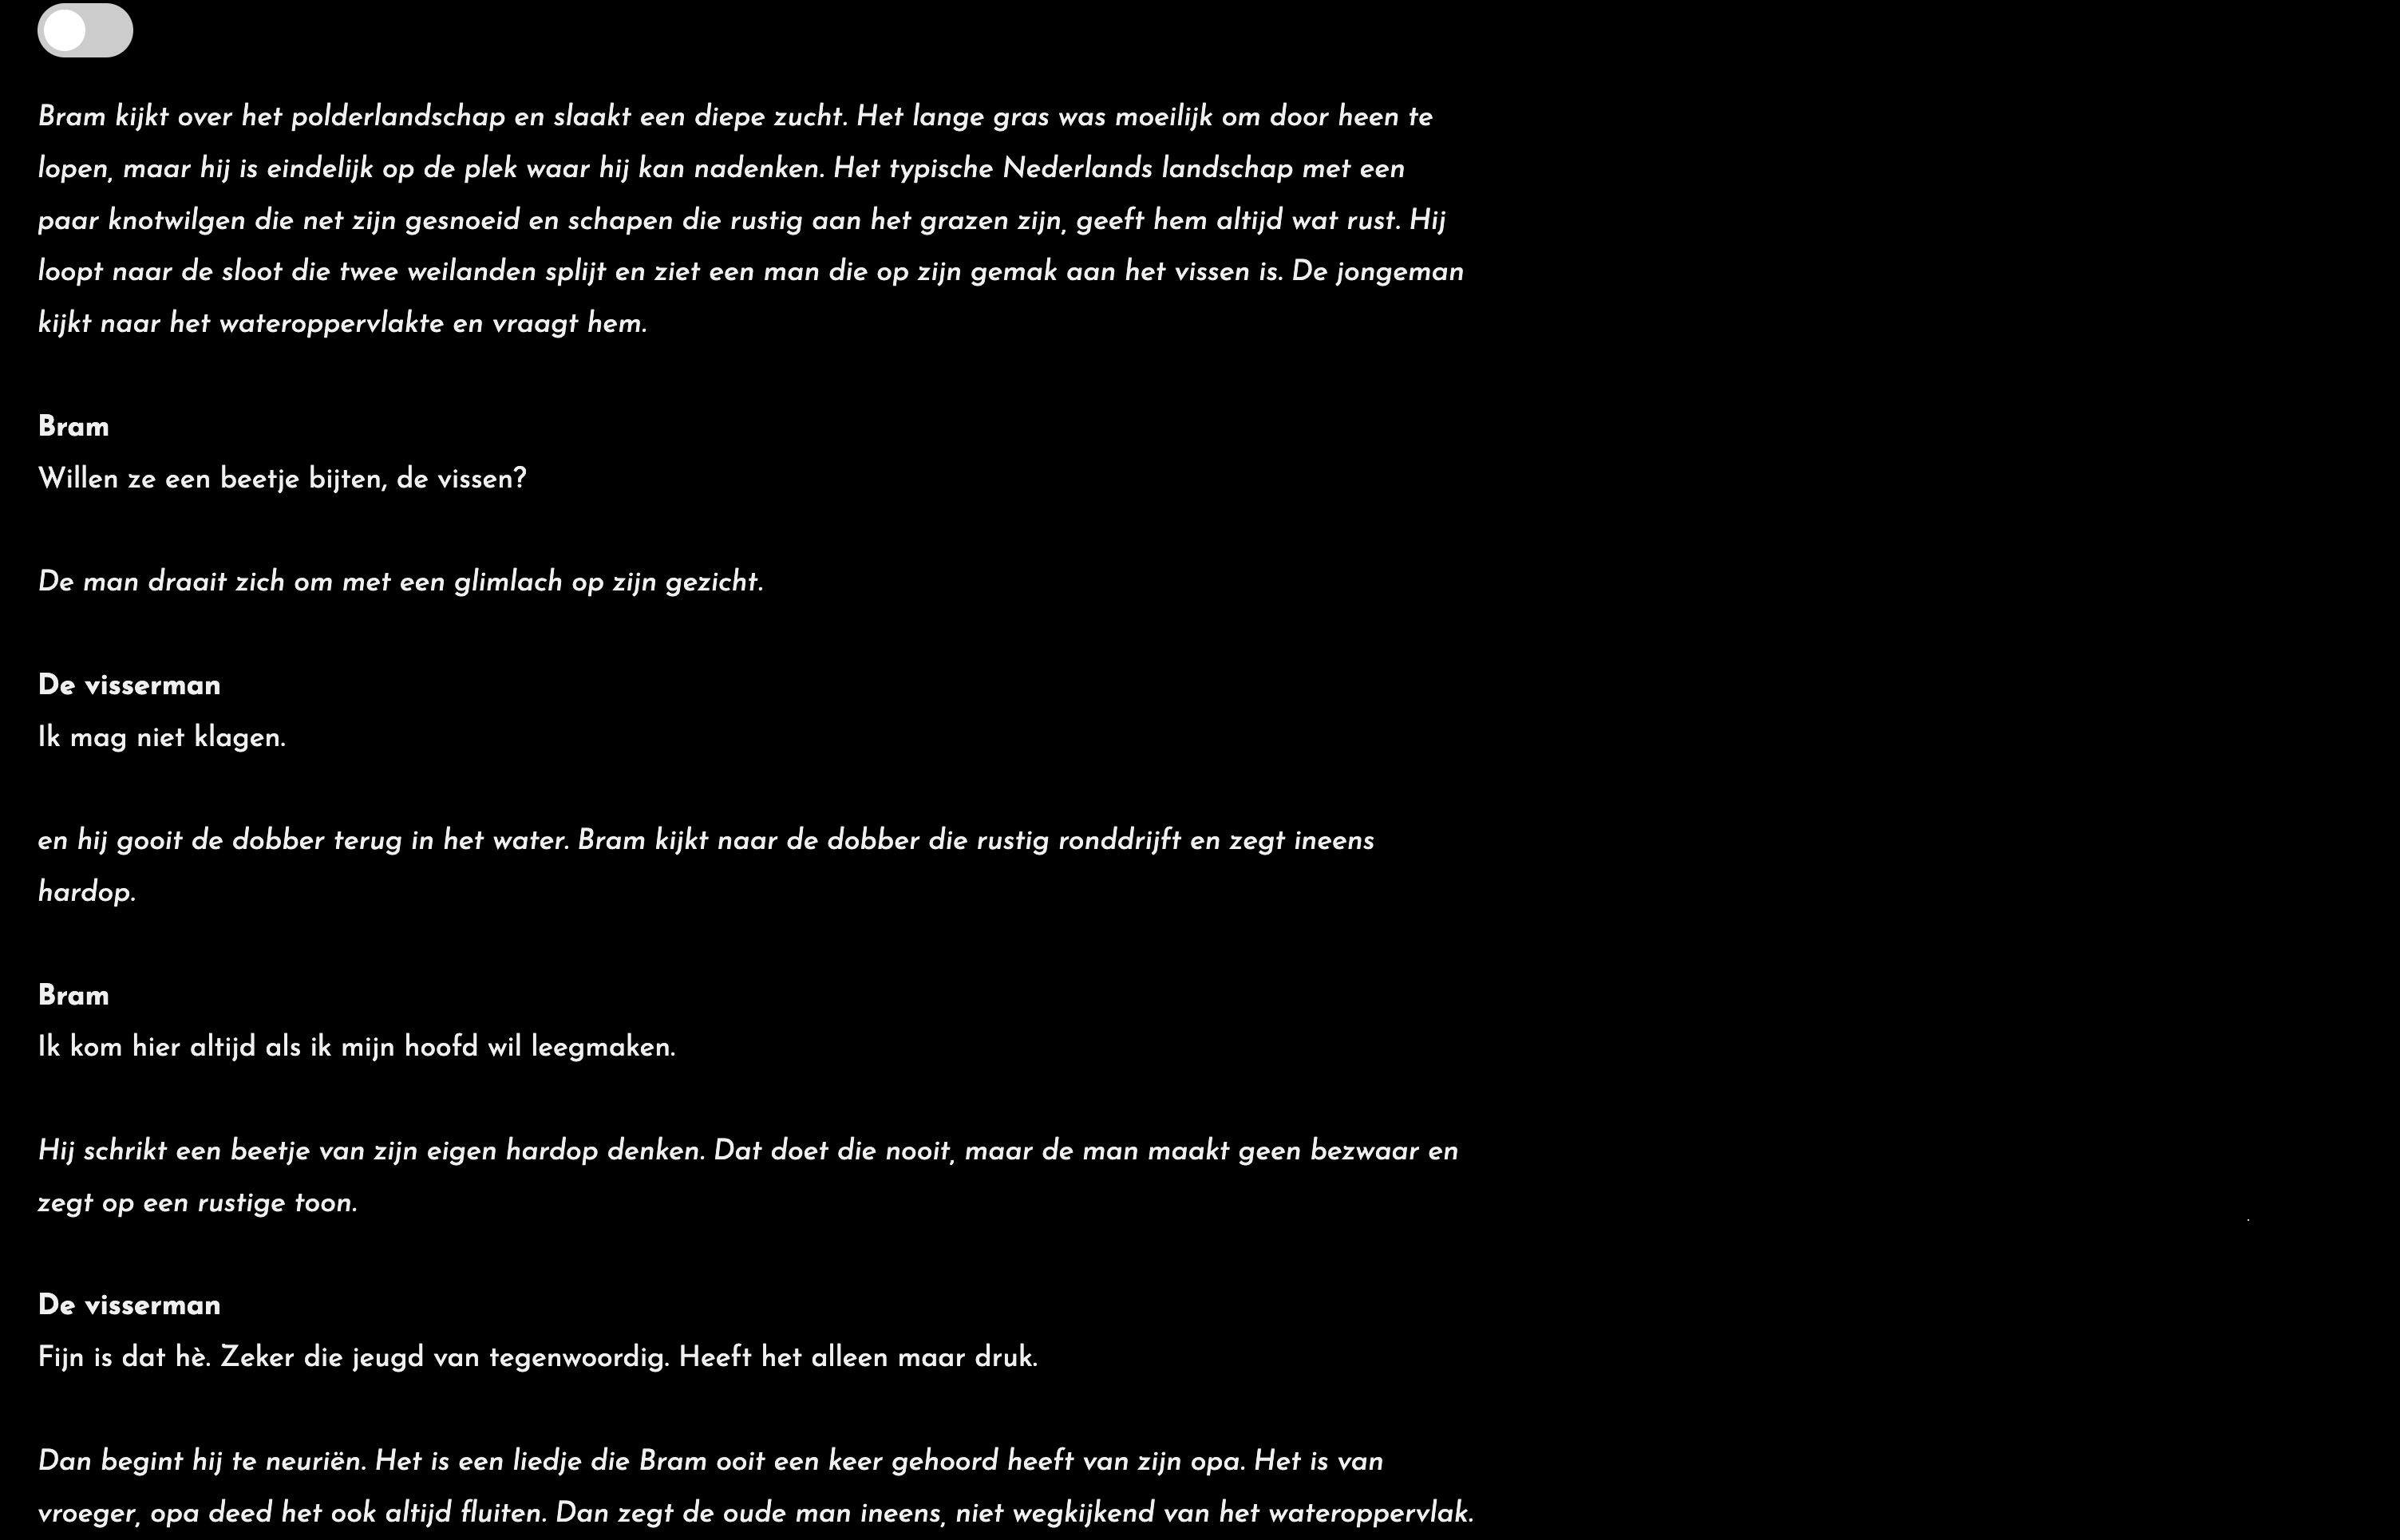 Bram kijkt over het polderlandschap en slaakt een diepe zucht. Het lange gras was moeilijk om door heen te
lopen, maar hij is eindelijk op de plek waar hij kan nadenken. Het typische Nederlands landschap met een
paar knotwilgen die net zijn gesnoeid en schapen die rustig aan het grazen zijn, geeft hem altijd wat rust. Hij
loopt naar de sloot die twee weilanden splijt en ziet een man die op zijn gemak aan het vissen is. De jongeman
kijkt naar het wateroppervlakte en vraagt hem.
Bram
Willen ze een beetje bijten, de vissen?
De man draait zich om met een glimlach op zijn gezicht.
De visserman
Ik mag niet klagen.
en hij gooit de dobber terug in het water. Bram kijkt naar de dobber die rustig ronddrijft en zegt ineens
hardop.
Bram
Ik kom hier altijd als ik mijn hoofd wil leegmaken.
Hij schrikt een beetje van zijn eigen hardop denken. Dat doet die nooit, maar de man maakt geen bezwaar en
zegt op een rustige toon.
De visserman
Fijn is dat hè. Zeker die jeugd van tegenwoordig. Heeft het alleen maar druk.
Dan begint hij te neuriën. Het is een liedje die Bram ooit een keer gehoord heeft van zijn opa. Het is van
vroeger, opa deed het ook altijd fluiten. Dan zegt de oude man ineens, niet wegkijkend van het wateroppervlak.